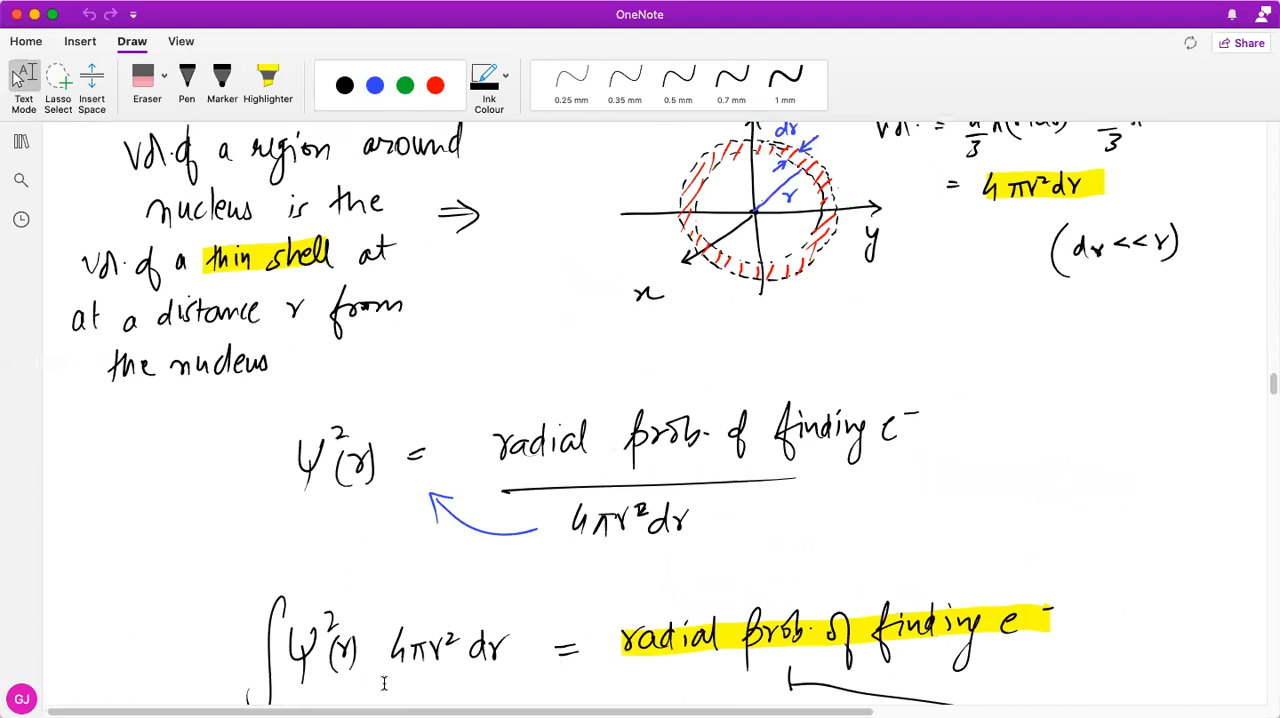 OneNote
Home Insert Draw View
Share
Text Mode
Lasso Select
Insert Space
Eraser
Pen
Marker
Highlighter
Ink Colour
0.25 mm 0.35 mm 0.5 mm 0.7 mm 1 mm
Vol. of a region around
nucleus is the
vol. of a thin shell at
at a distance r from
the nucleus
⇒
dr
r
y
x
= 4πr²dr
(dr << r)
ψ²(r) = radial prob. of finding e⁻
4πr²dr
∫ ψ²(r) 4πr² dr = radial prob. of finding e⁻
GJ